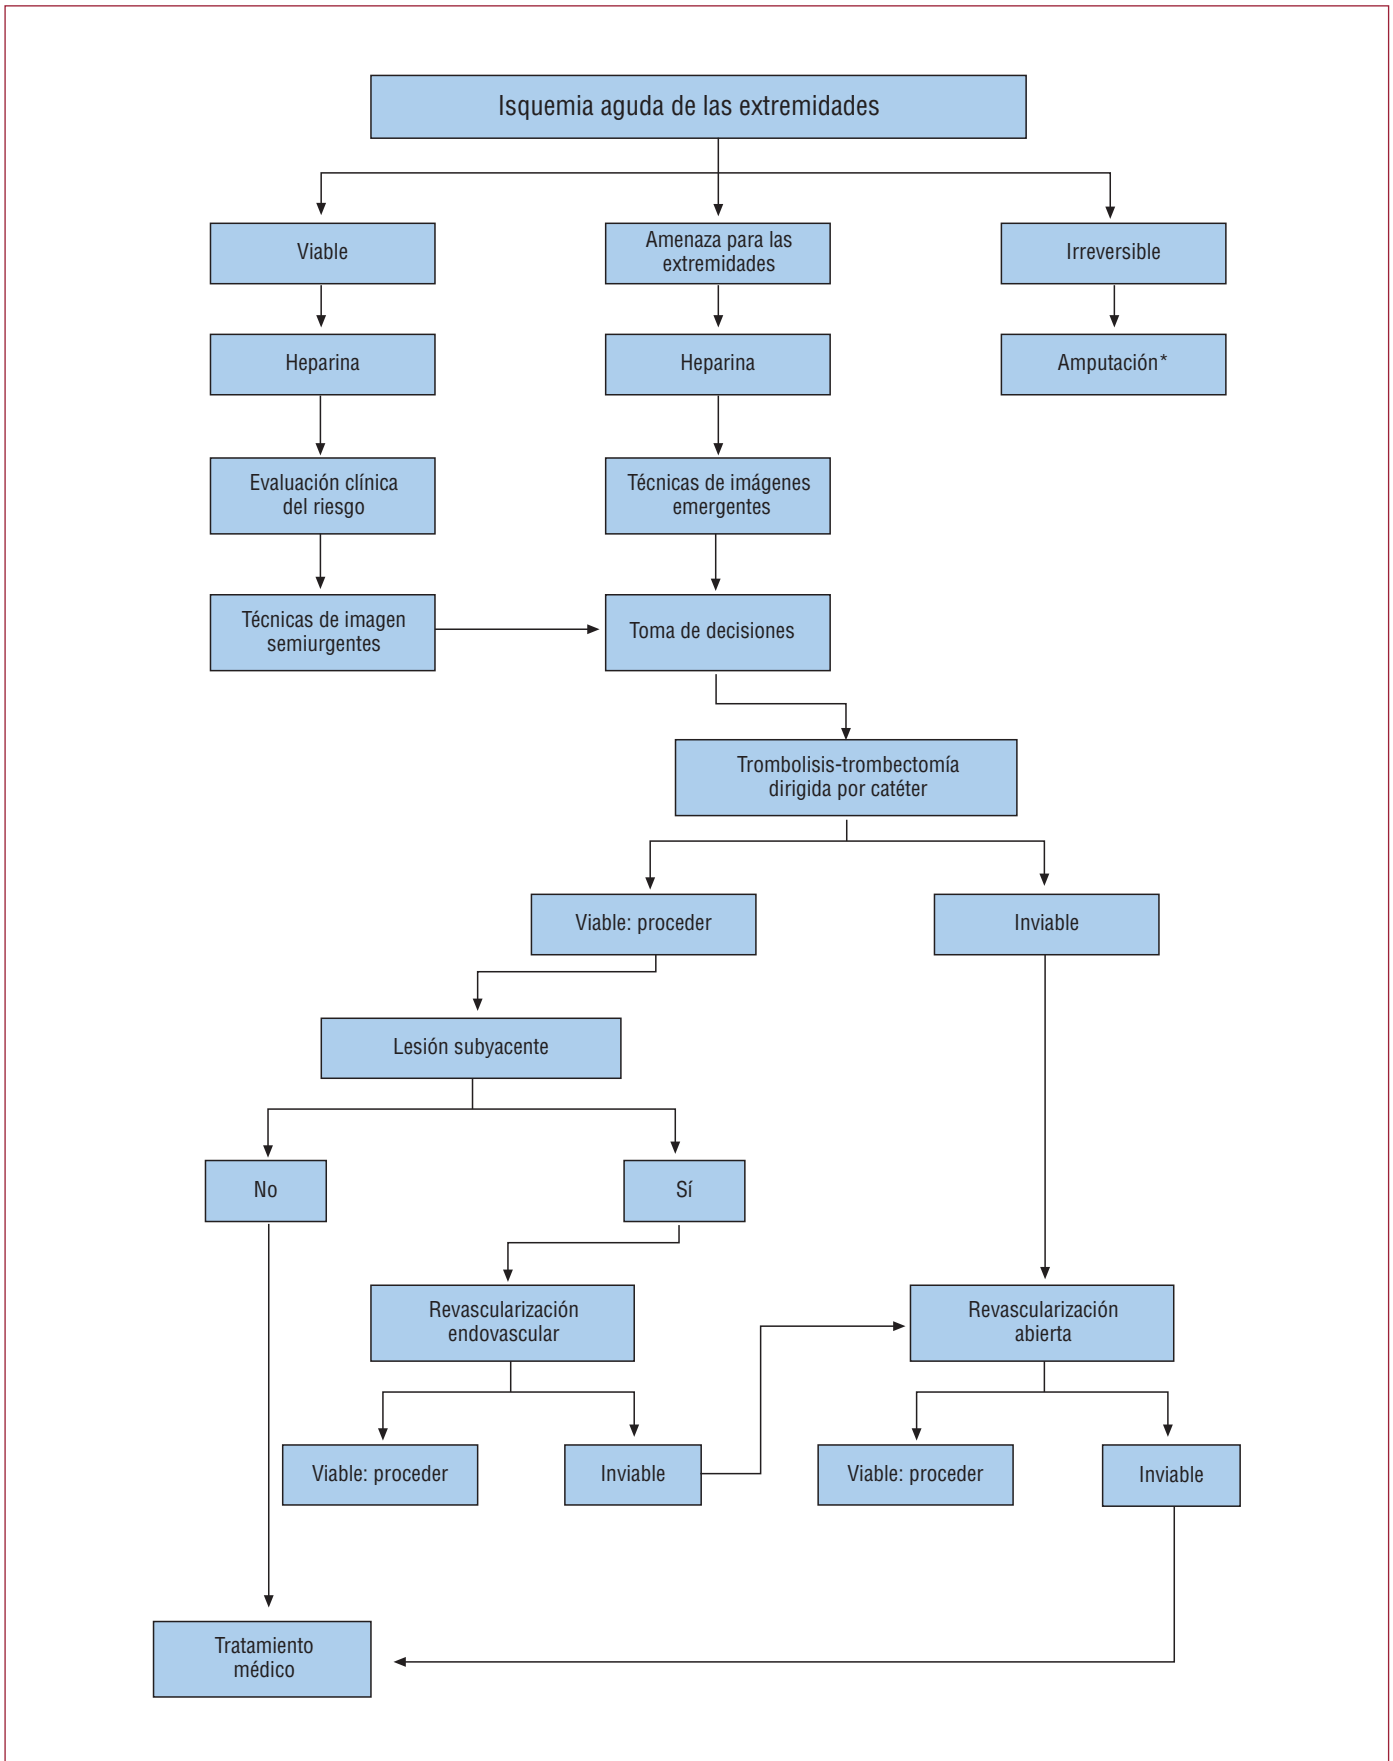 Isquemia aguda de las extremidades
Viable
Amenaza para las
extremidades
Irreversible
Heparina
Heparina
Amputación*
Evaluación clínica
del riesgo
Técnicas de imágenes
emergentes
Técnicas de imagen
semiurgentes
Toma de decisiones
Trombolisis-trombectomía
dirigida por catéter
Viable: proceder
Inviable
Lesión subyacente
No
Sí
Revascularización
endovascular
Revascularización
abierta
Viable: proceder
Inviable
Viable: proceder
Inviable
Tratamiento
médico